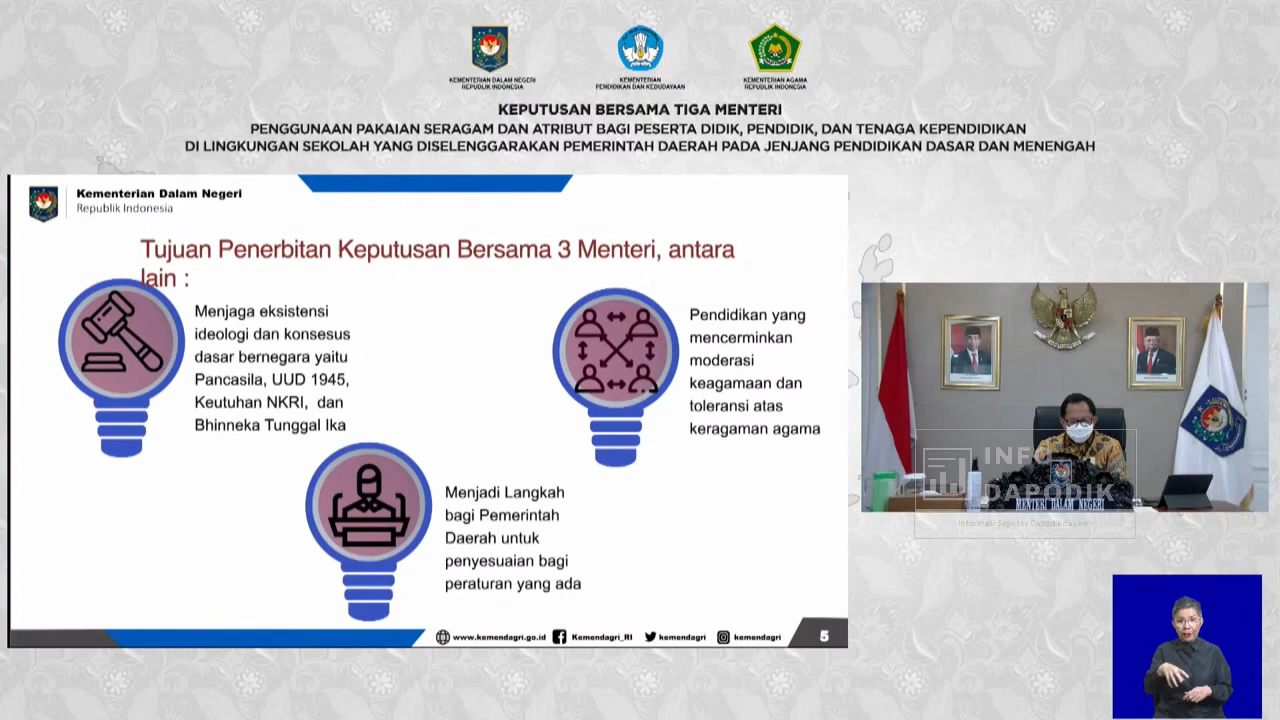 KEMENTERIAN DALAM NEGERI
REPUBLIK INDONESIA
KEMENTERIAN
PENDIDIKAN DAN KEBUDAYAAN
KEMENTERIAN AGAMA
REPUBLIK INDONESIA
KEPUTUSAN BERSAMA TIGA MENTERI
PENGGUNAAN PAKAIAN SERAGAM DAN ATRIBUT BAGI PESERTA DIDIK, PENDIDIK, DAN TENAGA KEPENDIDIKAN
DI LINGKUNGAN SEKOLAH YANG DISELENGGARAKAN PEMERINTAH DAERAH PADA JENJANG PENDIDIKAN DASAR DAN MENENGAH
Kementerian Dalam Negeri
Republik Indonesia
Tujuan Penerbitan Keputusan Bersama 3 Menteri, antara
lain :
Menjaga eksistensi
ideologi dan konsesus
dasar bernegara yaitu
Pancasila, UUD 1945,
Keutuhan NKRI, dan
Bhinneka Tunggal Ika
Pendidikan yang
mencerminkan
moderasi
keagamaan dan
toleransi atas
keragaman agama
Menjadi Langkah
bagi Pemerintah
Daerah untuk
penyesuaian bagi
peraturan yang ada
www.kemendagri.go.id
Kemendagri_RI
kemendagri
kemendagri
5
INFO
DAPODIK
MENTERI DALAM NEGERI
Informasi Seputar Dapodikdasmen